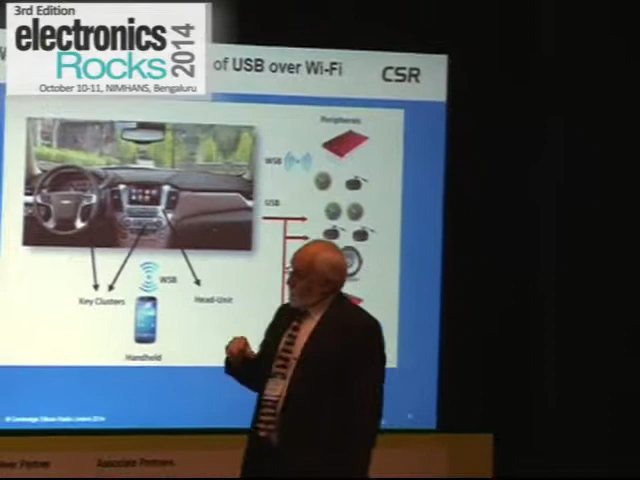 3rd Edition
electronics
Rocks
2014
October 10-11, NIMHANS, Bengaluru
of USB over Wi-Fi
CSR
Peripherals
WSB
USB
WSB
Key Clusters
Head-Unit
Handheld
Partner
Associate Partners